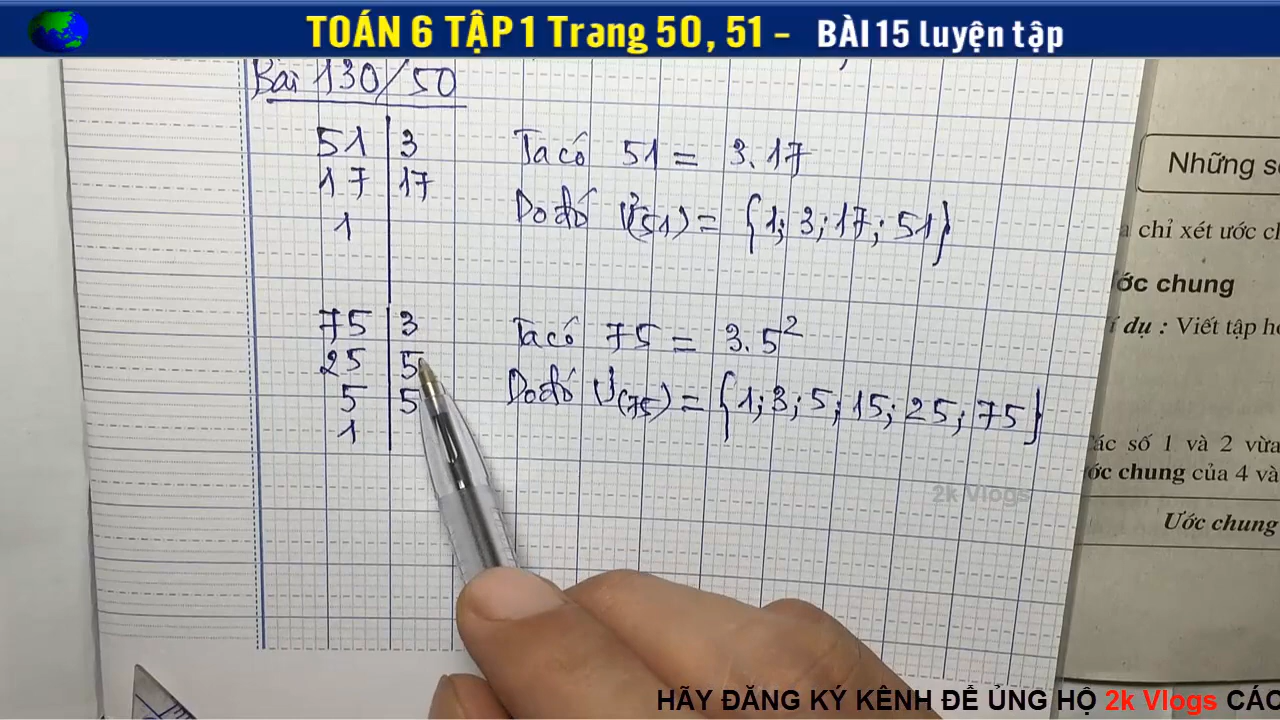 TOÁN 6 TẬP 1 Trang 50, 51 - BÀI 15 luyện tập
Bài 130/50
51 | 3
17 | 17
1
Ta có 51 = 3.17
Do đó Ư(51) = {1; 3; 17; 51}
75 | 3
25 | 5
5 | 5
1
Ta có 75 = 3.5²
Do đó Ư(75) = {1; 3; 5; 15; 25; 75}
2k Vlogs
Những
chỉ xét ước
ớc chung
dụ : Viết tập
ác số 1 và 2 vừa
ớc chung của 4 và
Ước chung
HÃY ĐĂNG KÝ KÊNH ĐỂ ỦNG HỘ 2k Vlogs CÁC